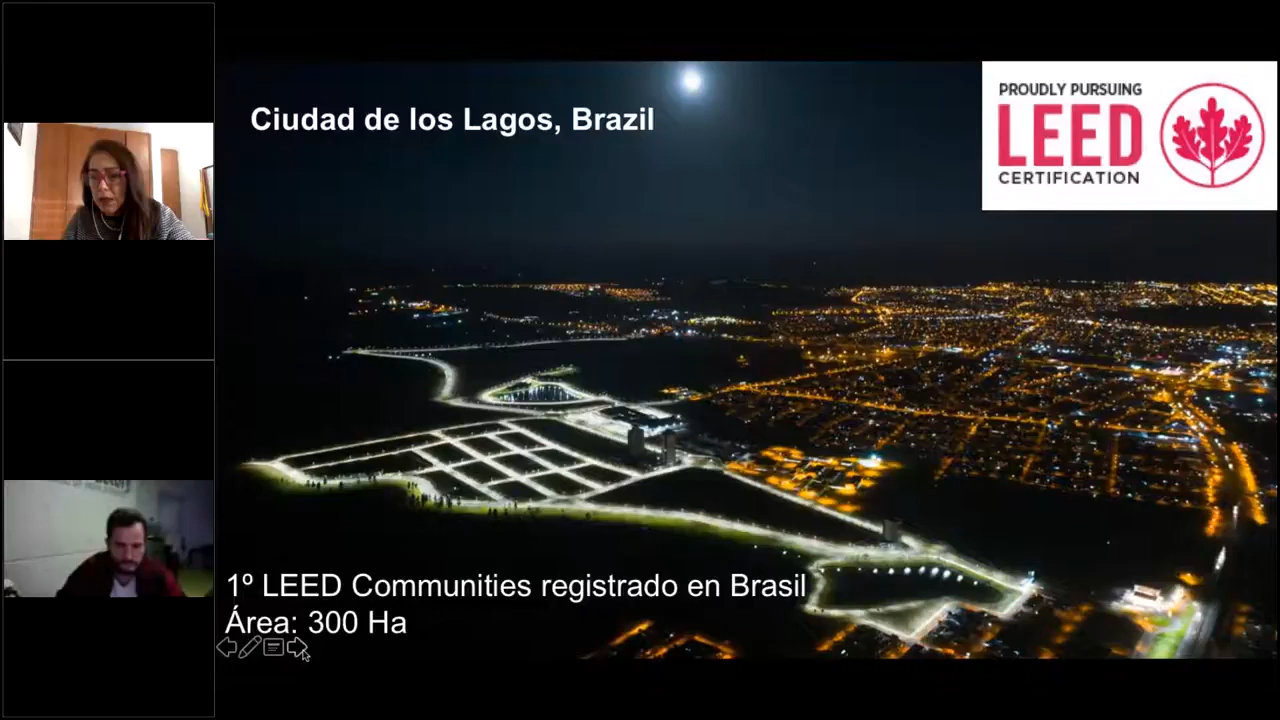 Ciudad de los Lagos, Brazil
PROUDLY PURSUING
LEED
CERTIFICATION
1º LEED Communities registrado en Brasil
Área: 300 Ha